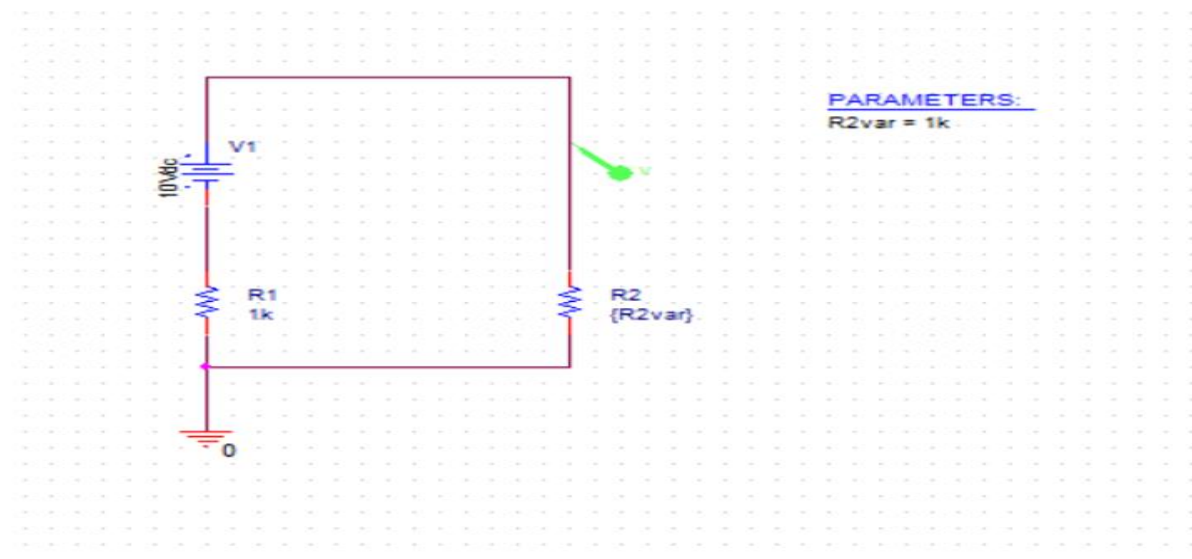 PARAMETERS:
R2var = 1k
V1
10Vdc
V
R1
1k
R2
{R2var}
0